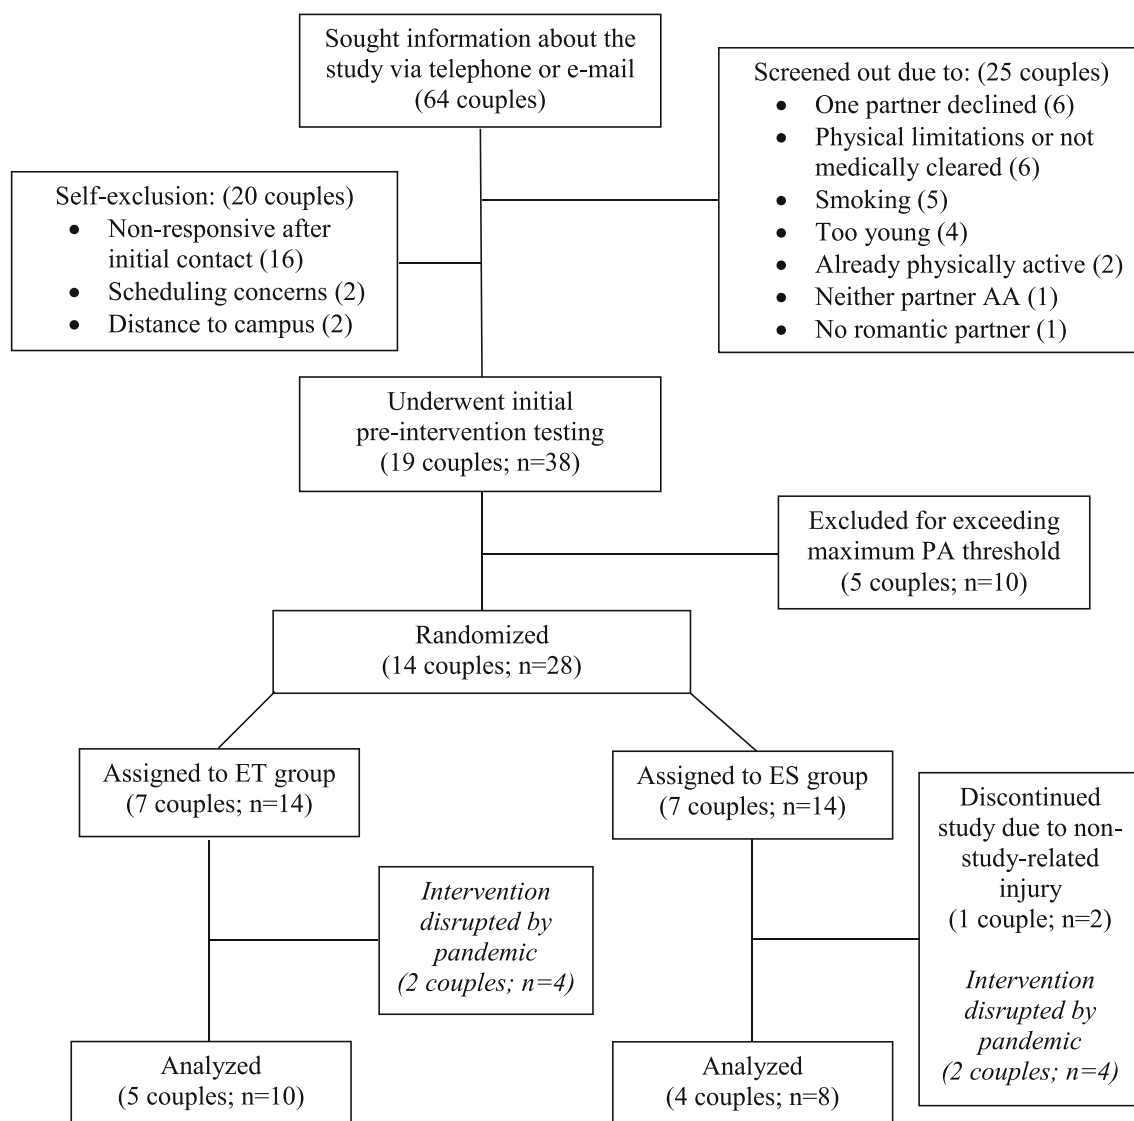 Sought information about the
study via telephone or e-mail
(64 couples)
Screened out due to: (25 couples)
• One partner declined (6)
• Physical limitations or not
medically cleared (6)
• Smoking (5)
• Too young (4)
• Already physically active (2)
• Neither partner AA (1)
• No romantic partner (1)
Self-exclusion: (20 couples)
• Non-responsive after
initial contact (16)
• Scheduling concerns (2)
• Distance to campus (2)
Underwent initial
pre-intervention testing
(19 couples; n=38)
Excluded for exceeding
maximum PA threshold
(5 couples; n=10)
Randomized
(14 couples; n=28)
Assigned to ET group
(7 couples; n=14)
Assigned to ES group
(7 couples; n=14)
Intervention
disrupted by
pandemic
(2 couples; n=4)
Discontinued
study due to non-
study-related
injury
(1 couple; n=2)
Intervention
disrupted by
pandemic
(2 couples; n=4)
Analyzed
(5 couples; n=10)
Analyzed
(4 couples; n=8)